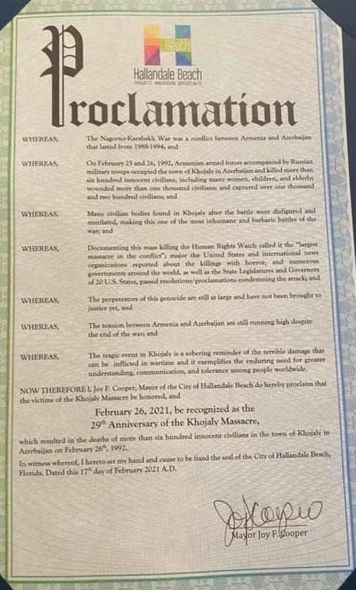 Beach
Hallandale Beach
PROGRESS. INNOVATION. OPPORTUNITY.
Proclamation
WHEREAS, The Nagorno-Karabakh War was a conflict between Armenia and Azerbaijan
that lasted from 1988-1994; and
WHEREAS, On February 25 and 26, 1992, Armenian armed forces accompanied by Russian
military troops occupied the town of Khojaly in Azerbaijan and killed more than
six hundred innocent civilians, including many women, children, and elderly;
wounded more than one thousand civilians; and captured over one thousand
and two hundred civilians; and
WHEREAS, Many civilian bodies found in Khojaly after the battle were disfigured and
mutilated, making this one of the most inhumane and barbaric battles of the
war; and
WHEREAS, Documenting this mass killing the Human Rights Watch called it the "largest
massacre in the conflict"; major the United States and international news
organizations reported about the killings with horror, and numerous
governments around the world, as well as the State Legislatures and Governors
of 20 U.S. States, passed resolutions/proclamations condemning the attack; and
WHEREAS, The perpetrators of this genocide are still at large and have not been brought to
justice yet, and
WHEREAS, The tension between Armenia and Azerbaijan are still running high despite
the end of the war; and
WHEREAS, The tragic event in Khojaly is a sobering reminder of the terrible damage that
can be inflicted in wartime and it exemplifies the enduring need for greater
understanding, communication, and tolerance among people worldwide.
NOW THEREFORE I, Joy F. Cooper, Mayor of the City of Hallandale Beach do hereby proclaim that
the victims of the Khojaly Massacre be honored, and
February 26, 2021, be recognized as the
29th Anniversary of the Khojaly Massacre,
which resulted in the deaths of more than six hundred innocent civilians in the town of Khojaly in
Azerbaijan on February 26th, 1992.
In witness whereof, I hereto set my hand and cause to be fixed the seal of the City of Hallandale Beach,
Florida. Dated this 17th day of February 2021 A.D.
Joy F Cooper
Mayor Joy F. Cooper